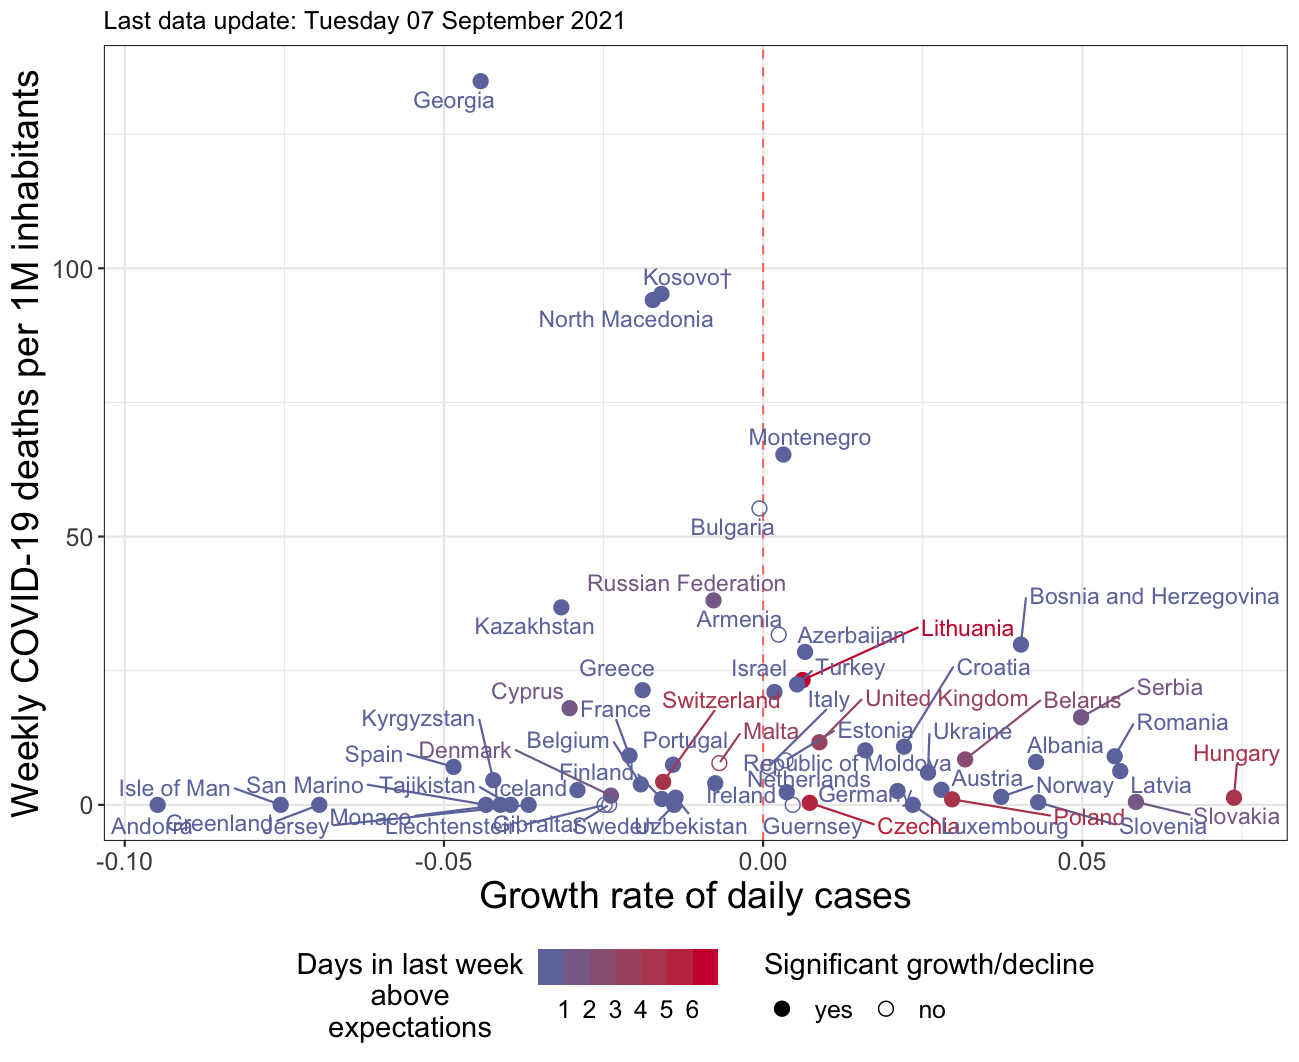 Last data update: Tuesday 07 September 2021
Weekly COVID-19 deaths per 1M inhabitants
100
50
0
Georgia
Kosovo†
North Macedonia
Montenegro
Bulgaria
Russian Federation
Kazakhstan
Armenia
Bosnia and Herzegovina
Azerbaijan
Lithuania
Greece
Israel
Turkey
Croatia
Cyprus
Switzerland
Italy
United Kingdom
Belarus
Serbia
France
Kyrgyzstan
Belgium
Portugal
Malta
Estonia
Ukraine
Albania
Romania
Spain
Denmark
Finland
Republic of Moldova
Hungary
Isle of Man
San Marino
Tajikistan
Iceland
Ireland
Netherlands
Germany
Austria
Norway
Latvia
Andorra
Greenland
Jersey
Monaco
Liechtenstein
Gibraltar
Sweden
Uzbekistan
Guernsey
Czechia
Luxembourg
Poland
Slovenia
Slovakia
-0.10
-0.05
0.00
0.05
Growth rate of daily cases
Days in last week
above
expectations
1 2 3 4 5 6
Significant growth/decline
yes
no